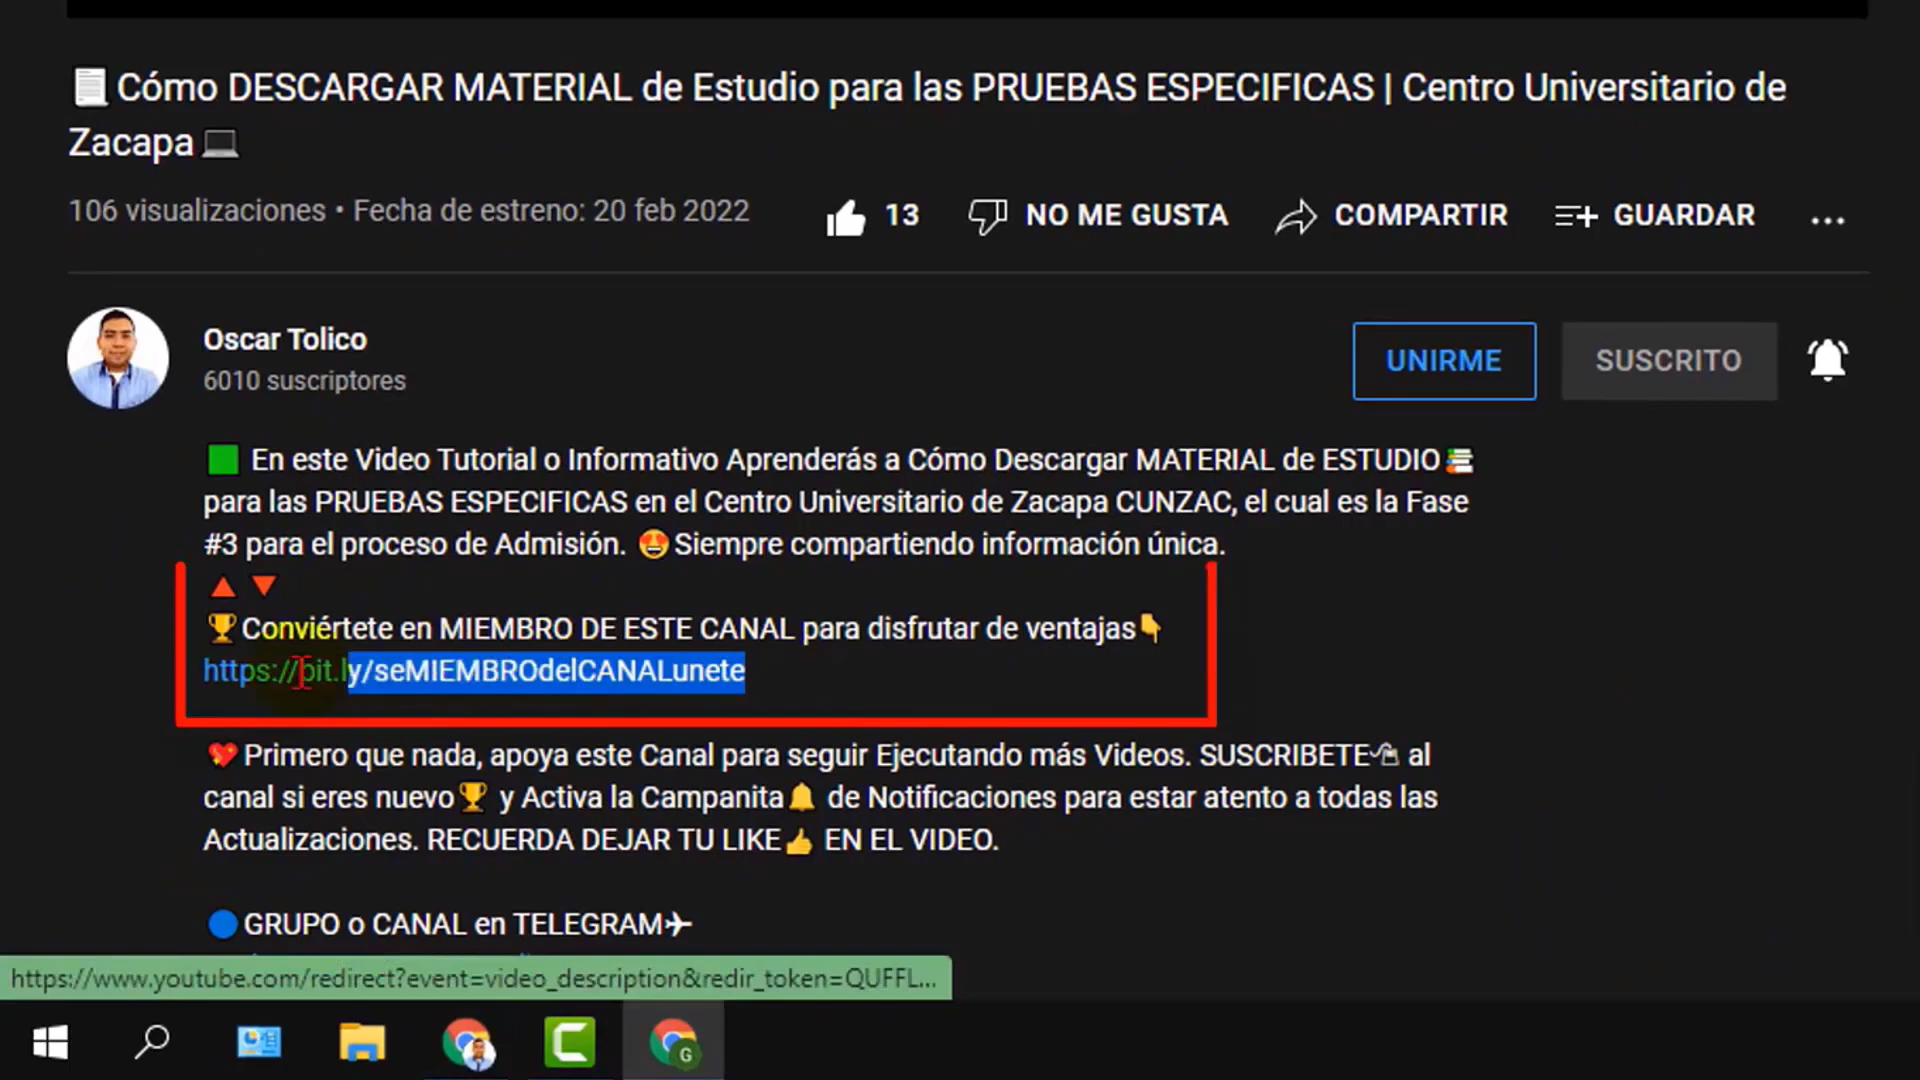 Cómo DESCARGAR MATERIAL de Estudio para las PRUEBAS ESPECIFICAS | Centro Universitario de
Zacapa
106 visualizaciones • Fecha de estreno: 20 feb 2022
13 NO ME GUSTA COMPARTIR GUARDAR ...
Oscar Tolico
6010 suscriptores
UNIRME SUSCRITO
En este Video Tutorial o Informativo Aprenderás a Cómo Descargar MATERIAL de ESTUDIO
para las PRUEBAS ESPECIFICAS en el Centro Universitario de Zacapa CUNZAC, el cual es la Fase
#3 para el proceso de Admisión. Siempre compartiendo información única.
Conviértete en MIEMBRO DE ESTE CANAL para disfrutar de ventajas
https://bit.ly/seMIEMBROdelCANALunete
Primero que nada, apoya este Canal para seguir Ejecutando más Videos. SUSCRIBETE al
canal si eres nuevo y Activa la Campanita de Notificaciones para estar atento a todas las
Actualizaciones. RECUERDA DEJAR TU LIKE EN EL VIDEO.
GRUPO o CANAL en TELEGRAM
https://www.youtube.com/redirect?event=video_description&redir_token=QUFFL...
G